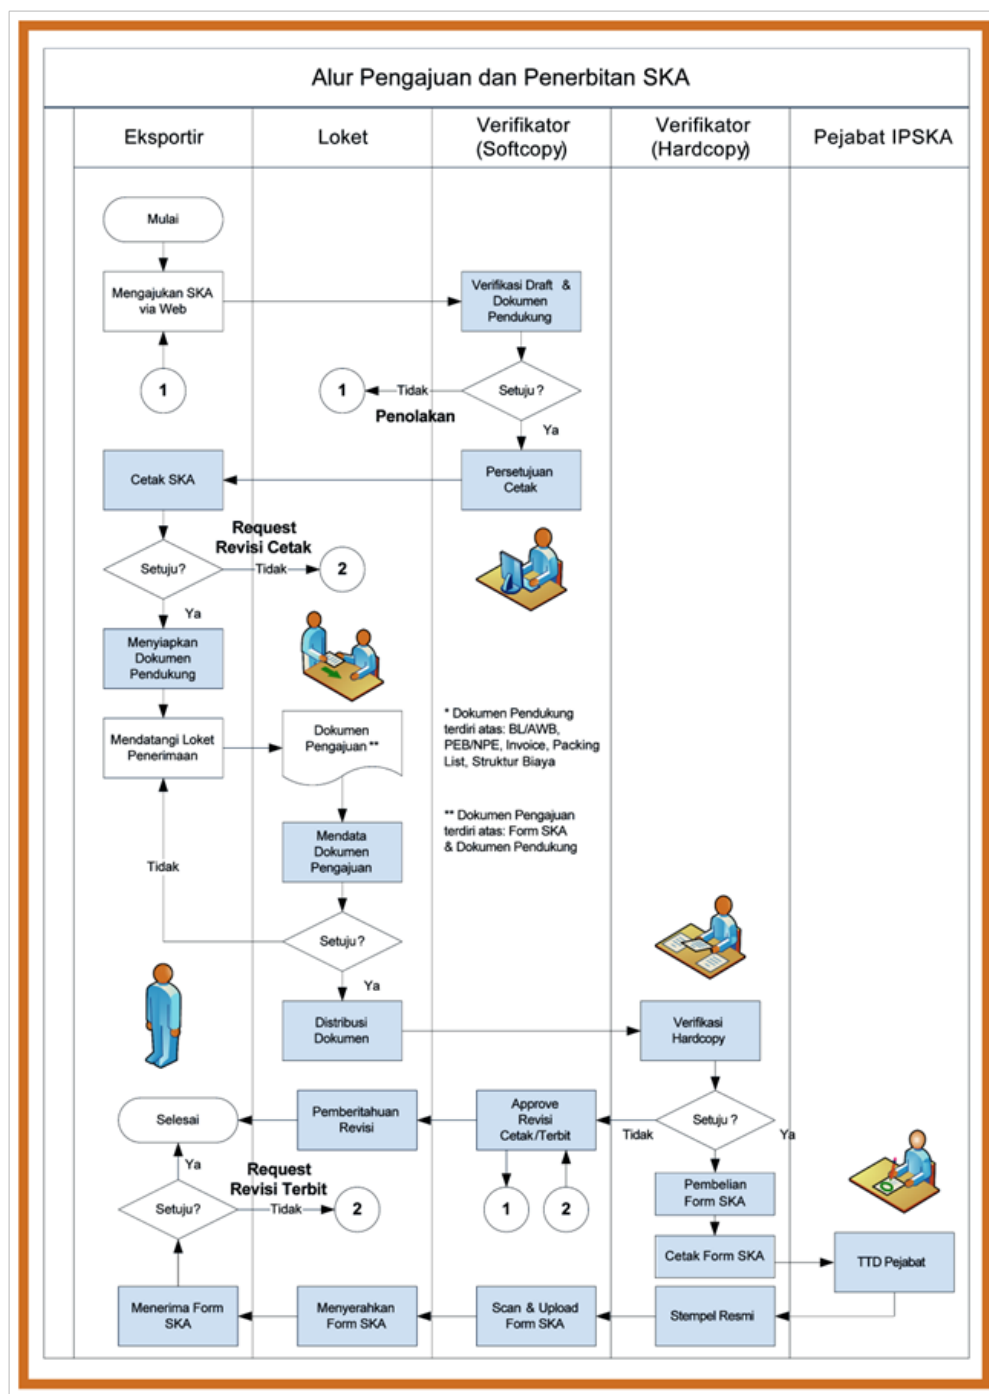 Alur Pengajuan dan Penerbitan SKA
Eksportir
Loket
Verifikator
(Softcopy)
Verifikator
(Hardcopy)
Pejabat IPSKA
Mulai
Mengajukan SKA
via Web
Verifikasi Draft &
Dokumen
Pendukung
1
1
Tidak
Setuju?
Penolakan
Ya
Cetak SKA
Persetujuan
Cetak
Request
Revisi Cetak
Setuju?
Tidak
2
Ya
Menyiapkan
Dokumen
Pendukung
Mendatangi Loket
Penerimaan
Dokumen
Pengajuan **
* Dokumen Pendukung
terdiri atas: BL/AWB,
PEB/NPE, Invoice, Packing
List, Struktur Biaya
** Dokumen Pengajuan
terdiri atas: Form SKA
& Dokumen Pendukung
Mendata
Dokumen
Pengajuan
Tidak
Setuju?
Ya
Distribusi
Dokumen
Verifikasi
Hardcopy
Selesai
Pemberitahuan
Revisi
Approve
Revisi
Cetak/Terbit
Tidak
Setuju ?
Ya
Ya
Request
Revisi Terbit
Setuju?
Tidak
2
1
2
Pembelian
Form SKA
Cetak Form SKA
TTD Pejabat
Menerima Form
SKA
Menyerahkan
Form SKA
Scan & Upload
Form SKA
Stempel Resmi